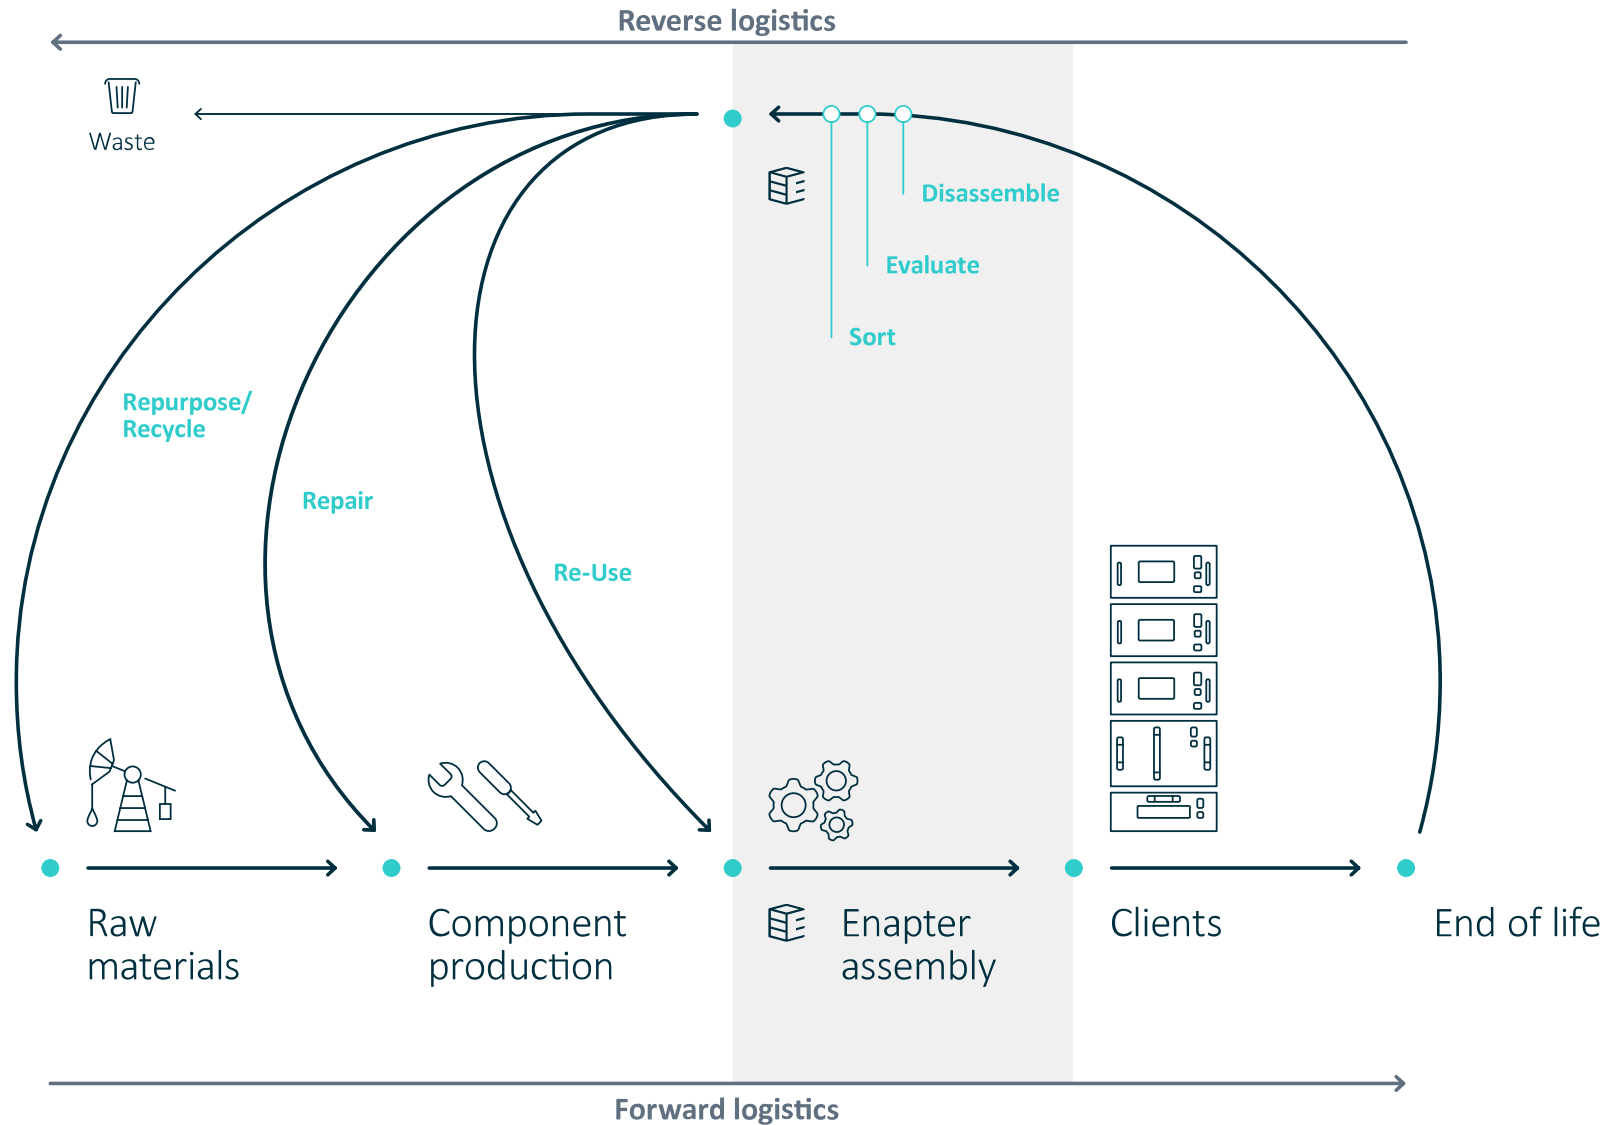 Reverse logistics
Waste
Disassemble
Evaluate
Sort
Repurpose/
Recycle
Repair
Re-Use
Raw
materials
Component
production
Enapter
assembly
Clients
End of life
Forward logistics